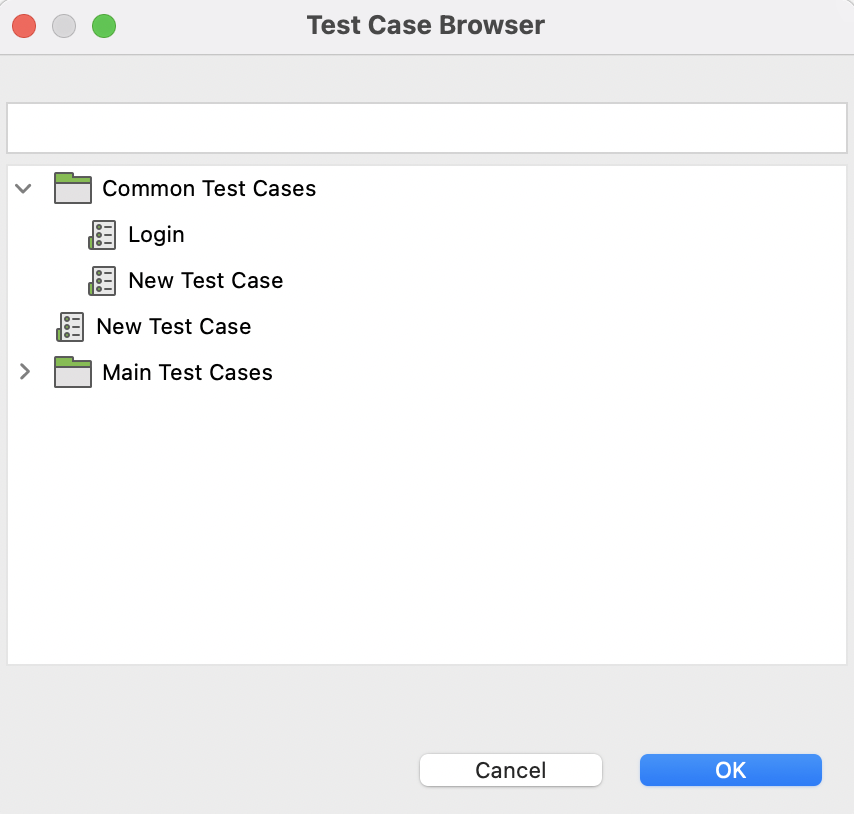 Test Case Browser
Common Test Cases
Login
New Test Case
New Test Case
Main Test Cases
Cancel
OK